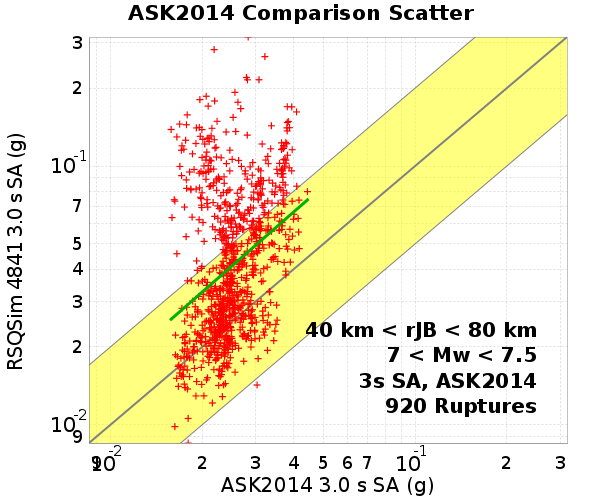 ASK2014 Comparison Scatter
RSQSim 4841 3.0 s SA (g)
3
2
10⁻¹
7
5
4
3
2
10⁻²
9
40 km < rJB < 80 km
7 < Mw < 7.5
3s SA, ASK2014
920 Ruptures
9 10⁻² 2 3 4 5 6 7 10⁻¹ 2 3
ASK2014 3.0 s SA (g)